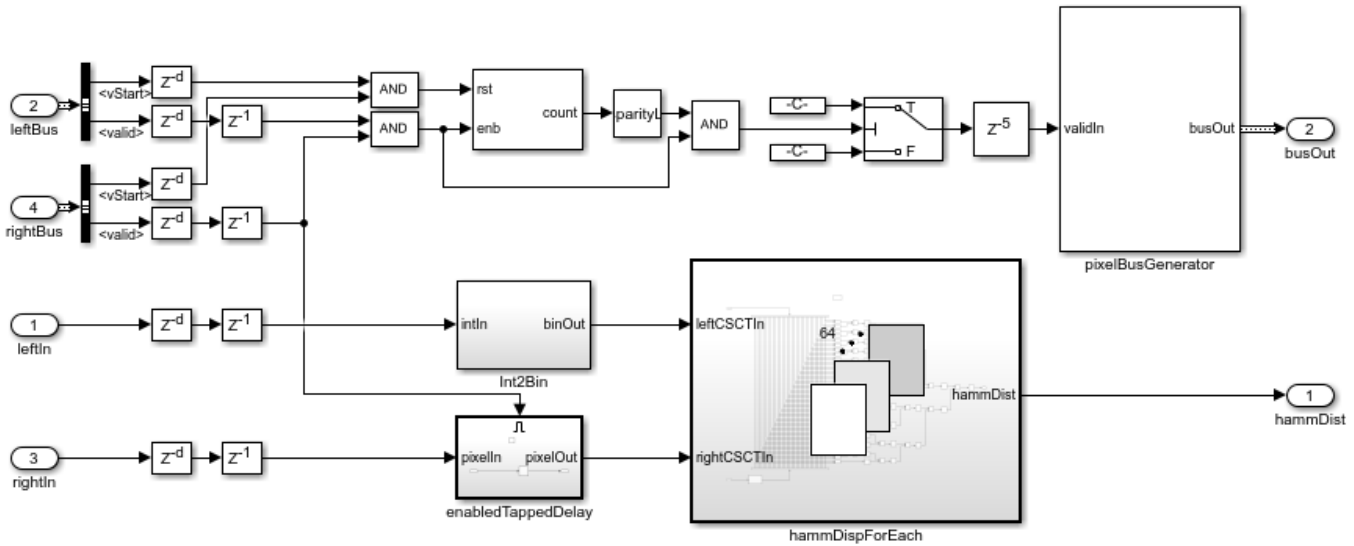 2
leftBus
<vStart>
<valid>
Z-d
Z-d
Z-1
4
rightBus
<vStart>
<valid>
Z-d
Z-d
Z-1
AND
AND
rst
enb
count
parityL
AND
-C-
-C-
T
F
Z-5
validIn
busOut
pixelBusGenerator
2
busOut
1
leftIn
Z-d
Z-1
intIn
binOut
Int2Bin
3
rightIn
Z-d
Z-1
pixelIn
pixelOut
enabledTappedDelay
leftCSCTIn
rightCSCTIn
64
hammDist
hammDispForEach
1
hammDist